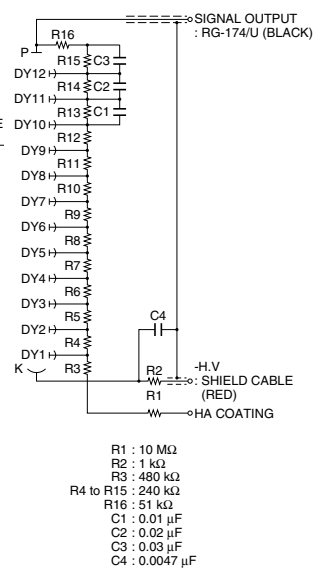 SIGNAL OUTPUT
: RG-174/U (BLACK)
R16
P
R15 C3
DY12
R14 C2
DY11
R13 C1
E DY10
R12
DY9
R11
DY8
R10
DY7
R9
DY6
R8
DY5
R7
DY4
R6
DY3
R5 C4
DY2
R4
DY1
-H.V
K R3 R2 : SHIELD CABLE
(RED)
R1
HA COATING
R1 : 10 MΩ
R2 : 1 kΩ
R3 : 480 kΩ
R4 to R15 : 240 kΩ
R16 : 51 kΩ
C1 : 0.01 µF
C2 : 0.02 µF
C3 : 0.03 µF
C4 : 0.0047 µF